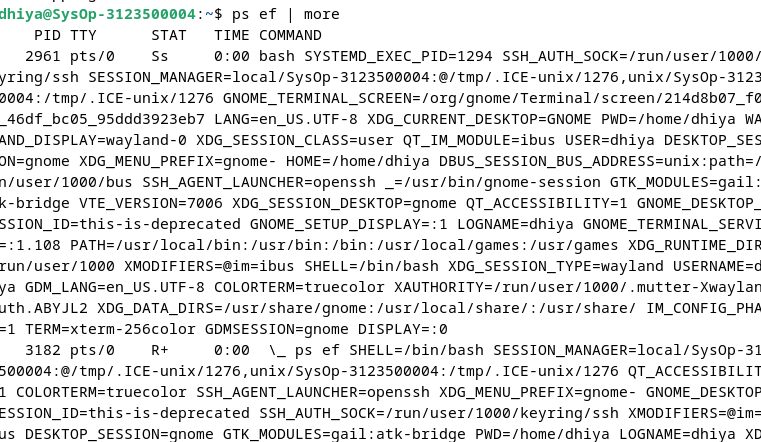 dhiya@SysOp-3123500004:~$ ps ef | more
PID TTY STAT TIME COMMAND
2961 pts/0 Ss 0:00 bash SYSTEMD_EXEC_PID=1294 SSH_AUTH_SOCK=/run/user/1000/
yring/ssh SESSION_MANAGER=local/SysOp-3123500004:@/tmp/.ICE-unix/1276,unix/SysOp-3123
0004:/tmp/.ICE-unix/1276 GNOME_TERMINAL_SCREEN=/org/gnome/Terminal/screen/214d8b07_f0
_46df_bc05_95ddd3923eb7 LANG=en_US.UTF-8 XDG_CURRENT_DESKTOP=GNOME PWD=/home/dhiya WA
AND_DISPLAY=wayland-0 XDG_SESSION_CLASS=user QT_IM_MODULE=ibus USER=dhiya DESKTOP_SES
ON=gnome XDG_MENU_PREFIX=gnome- HOME=/home/dhiya DBUS_SESSION_BUS_ADDRESS=unix:path=/
n/user/1000/bus SSH_AGENT_LAUNCHER=openssh _=/usr/bin/gnome-session GTK_MODULES=gail:
k-bridge VTE_VERSION=7006 XDG_SESSION_DESKTOP=gnome QT_ACCESSIBILITY=1 GNOME_DESKTOP_
SSION_ID=this-is-deprecated GNOME_SETUP_DISPLAY=:1 LOGNAME=dhiya GNOME_TERMINAL_SERVI
=:1.108 PATH=/usr/local/bin:/usr/bin:/bin:/usr/local/games:/usr/games XDG_RUNTIME_DIR
run/user/1000 XMODIFIERS=@im=ibus SHELL=/bin/bash XDG_SESSION_TYPE=wayland USERNAME=d
ya GDM_LANG=en_US.UTF-8 COLORTERM=truecolor XAUTHORITY=/run/user/1000/.mutter-Xwaylan
uth.ABYJL2 XDG_DATA_DIRS=/usr/share/gnome:/usr/local/share/:/usr/share/ IM_CONFIG_PHA
=1 TERM=xterm-256color GDMSESSION=gnome DISPLAY=:0
3182 pts/0 R+ 0:00 \_ ps ef SHELL=/bin/bash SESSION_MANAGER=local/SysOp-31
500004:@/tmp/.ICE-unix/1276,unix/SysOp-3123500004:/tmp/.ICE-unix/1276 QT_ACCESSIBILIT
1 COLORTERM=truecolor SSH_AGENT_LAUNCHER=openssh XDG_MENU_PREFIX=gnome- GNOME_DESKTOP
ESSION_ID=this-is-deprecated SSH_AUTH_SOCK=/run/user/1000/keyring/ssh XMODIFIERS=@im=
us DESKTOP_SESSION=gnome GTK_MODULES=gail:atk-bridge PWD=/home/dhiya LOGNAME=dhiya XD